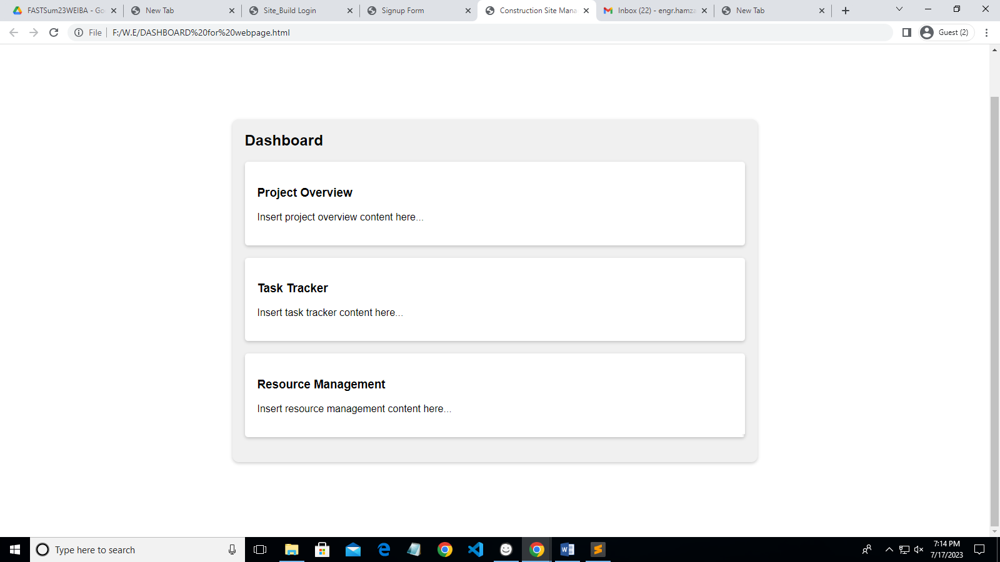 FASTSum23WEIBA - Go
New Tab
Site_Build Login
Signup Form
Construction Site Mana
Inbox (22) - engr.hamza
New Tab
File
F:/W.E/DASHBOARD%20for%20webpage.html
Guest (2)
Dashboard
Project Overview
Insert project overview content here...
Task Tracker
Insert task tracker content here...
Resource Management
Insert resource management content here...
Type here to search
7:14 PM
7/17/2023